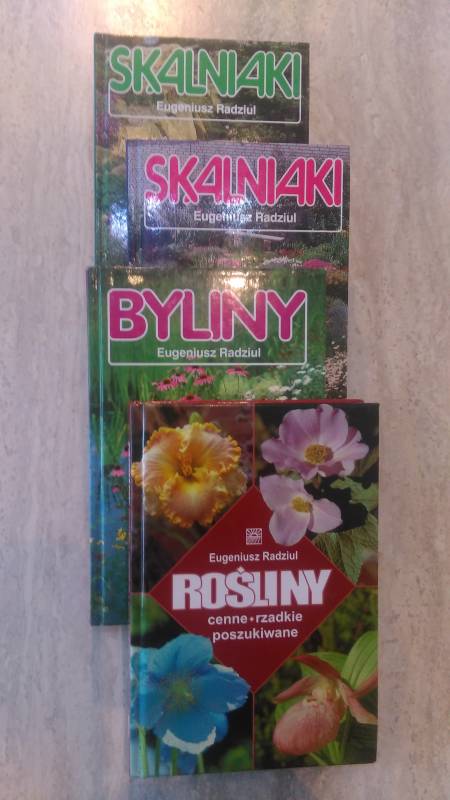 SKALNIAKI
Eugeniusz Radziul
SKALNIAKI
Eugeniusz Radziul
BYLINY
Eugeniusz Radziul
Eugeniusz Radziul
ROŚLINY
cenne • rzadkie
poszukiwane